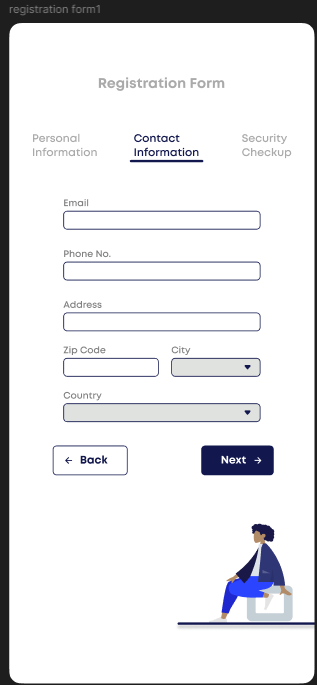 registration form1
Registration Form
Personal
Information
Contact
Information
Security
Checkup
Email
Phone No.
Address
Zip Code City
Country
← Back Next →